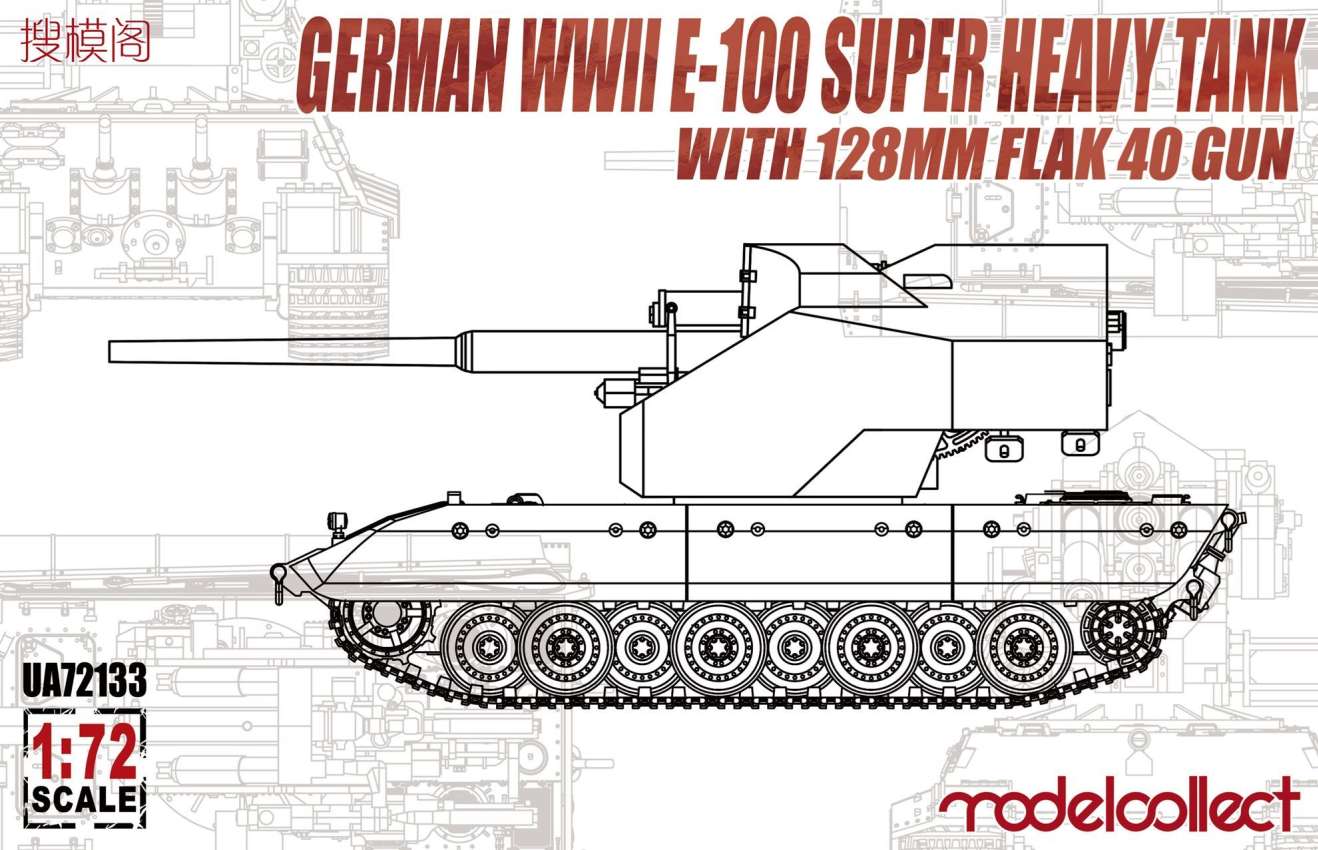 搜模阁
GERMAN WWII E-100 SUPER HEAVY TANK
WITH 128MM FLAK 40 GUN
UA72133
1:72
SCALE
modelcollect